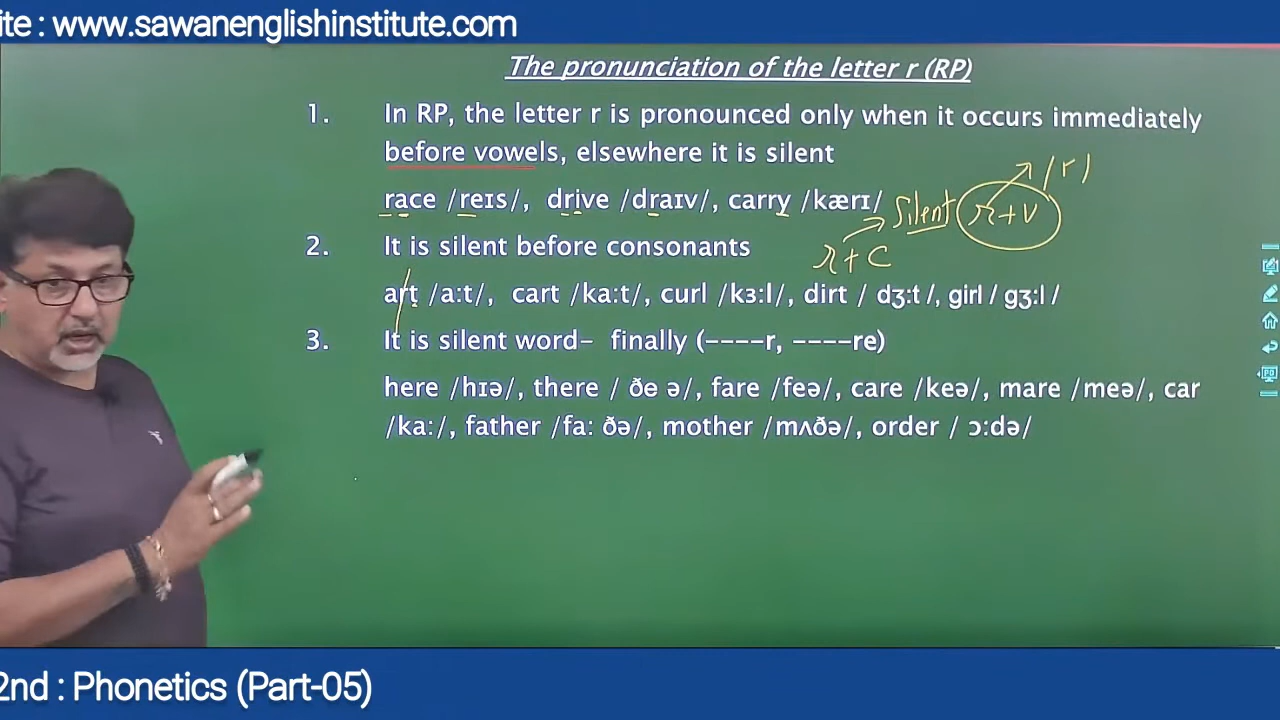 ite : www.sawanenglishinstitute.com
The pronunciation of the letter r (RP)
1. In RP, the letter r is pronounced only when it occurs immediately
before vowels, elsewhere it is silent
race /reɪs/, drive /draɪv/, carry /kærɪ/ silent r+v /r/
2. It is silent before consonants
r+c
art /a:t/, cart /ka:t/, curl /kɜ:l/, dirt / dʒ:t /, girl / gʒ:l /
3. It is silent word– finally (----r, ----re)
here /hɪə/, there / ðɵ ə/, fare /feə/, care /keə/, mare /meə/, car
/ka:/, father /fa: ðə/, mother /mʌðə/, order / ɔ:də/
2nd : Phonetics (Part-05)